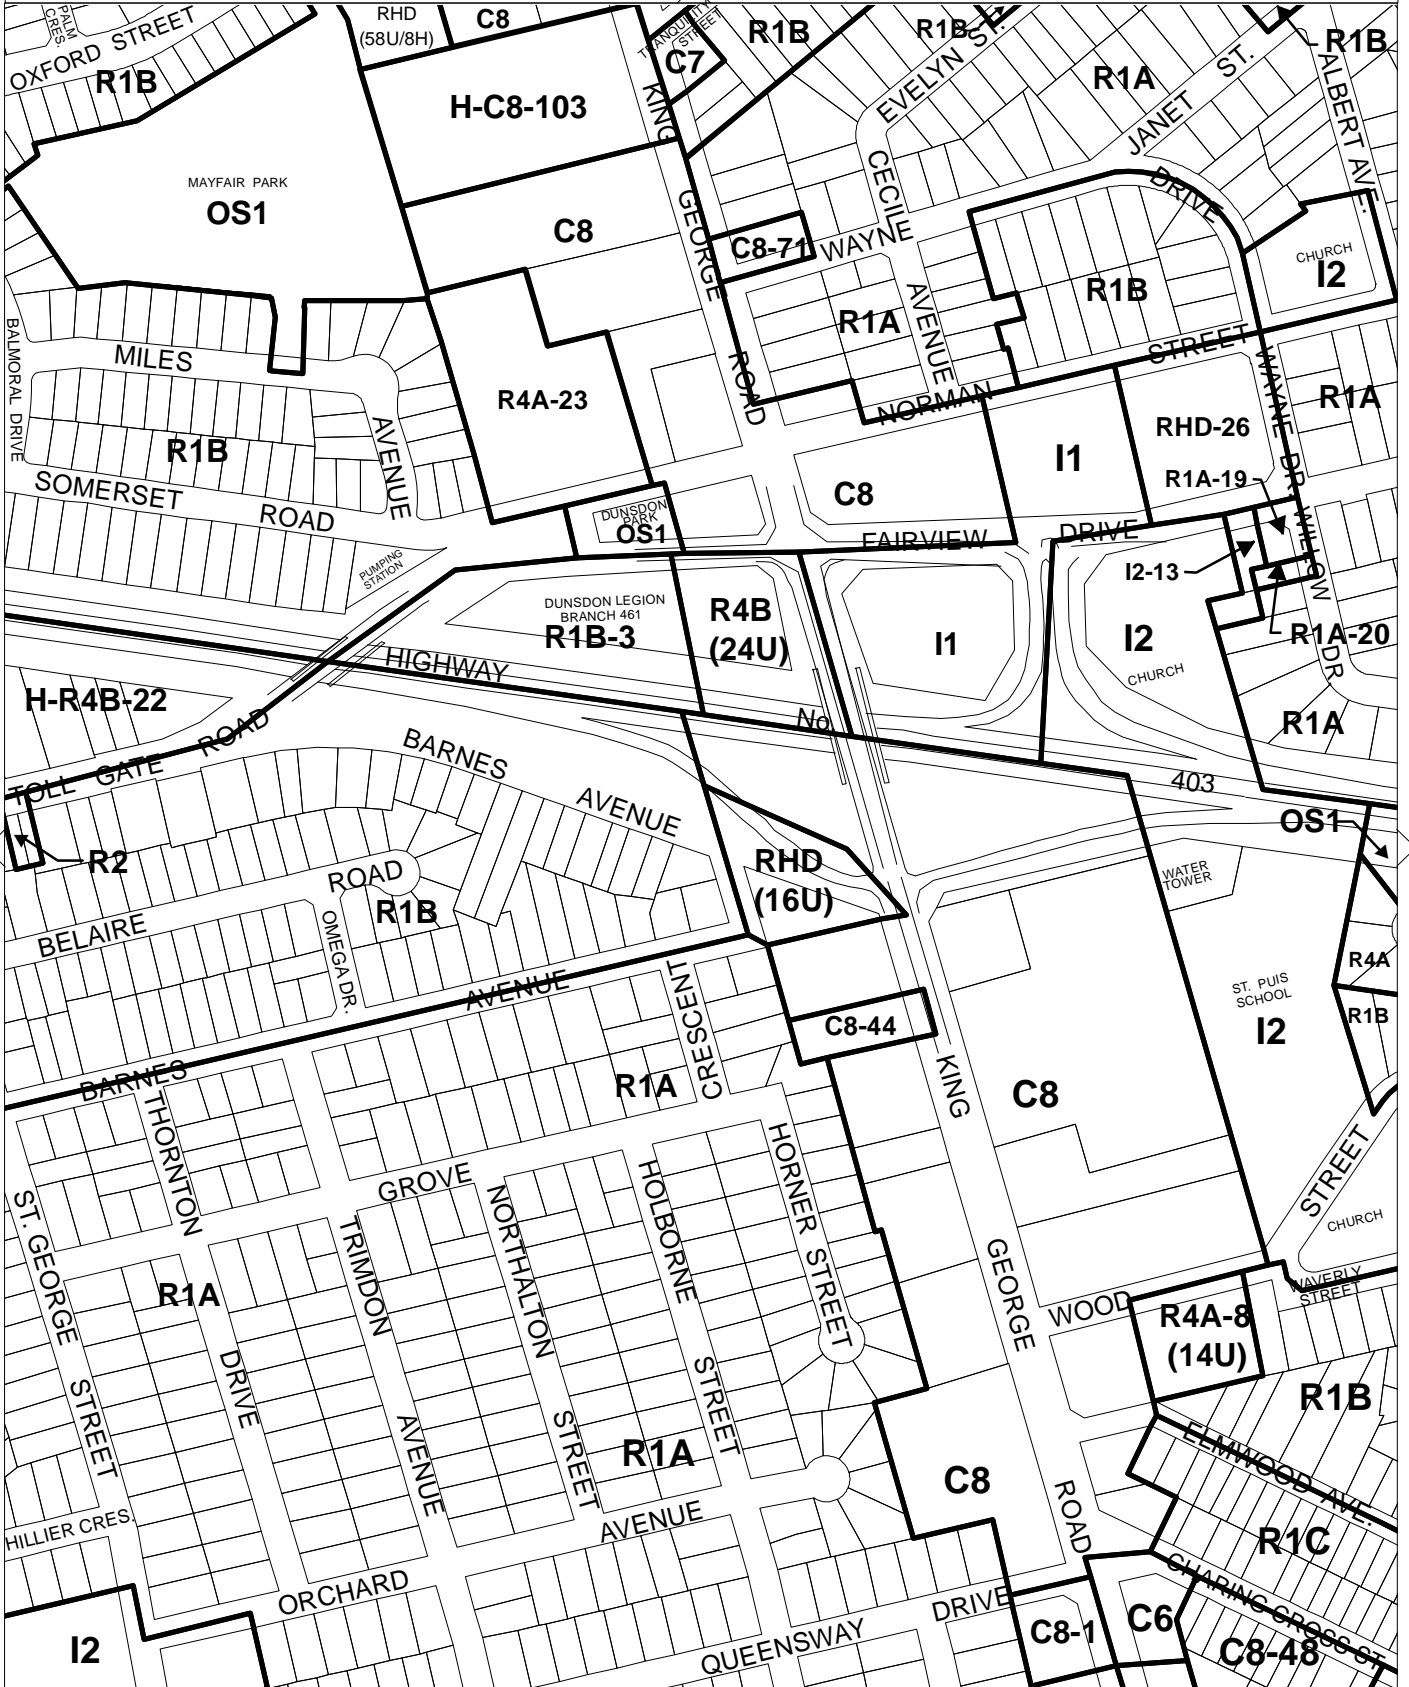 PALM
CRES.
OXFORD STREET
R1B
RHD
(58U/8H)
C8
TRANQUILITY
STREET
C7
R1B
R1B
EVELYN ST.
R1A
JANET ST.
R1B
ALBERT AVE.
H-C8-103
KING
GEORGE
ROAD
MAYFAIR PARK
OS1
C8
C8-71
CECIL
AVENUE
WAYNE
DRIVE
CHURCH
I2
R1B
R1A
BALMORAL DRIVE
MILES
AVENUE
R4A-23
NORMAN
STREET
WAYNE DR.
R1A
R1B
RHD-26
I1
R1A-19
C8
SOMERSET
ROAD
DUNSDON
PARK
OS1
FAIRVIEW
DRIVE
WILLOW
DR
PUMPING
STATION
I2-13
DUNSDON LEGION
BRANCH 461
R1B-3
R4B
(24U)
I1
I2
CHURCH
R1A-20
HIGHWAY
No.
403
H-R4B-22
R1A
TOLL GATE ROAD
BARNES
AVENUE
OS1
R2
RHD
(16U)
WATER
TOWER
ROAD
R1B
BELAIRE
OMEGA DR.
R4A
ST. PUIS
SCHOOL
I2
R1B
AVENUE
BARNES
CRESCENT
C8-44
R1A
KING
C8
THORNTON
HORNER
STREET
STREET
GROVE
HOLBORNE
STREET
NORTHALTON
STREET
ST. GEORGE
STREET
TRIMDON
AVENUE
CHURCH
GEORGE
R1A
WAVERLY
STREET
WOOD
R4A-8
(14U)
DRIVE
R1B
R1A
ELMWOOD AVE.
C8
ROAD
HILLIER CRES.
AVENUE
R1C
ORCHARD
CHARING CROSS ST.
DRIVE
QUEENSWAY
C8-1
C6
I2
C8-48